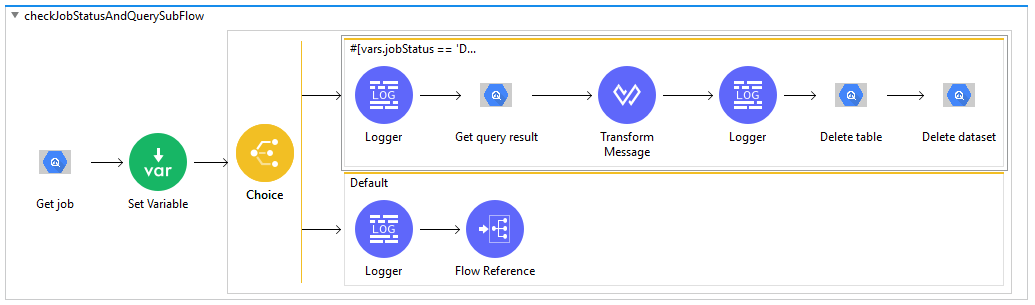 checkJobStatusAndQuerySubFlow
#[vars.jobStatus == 'D...
LOG
LOG
Logger
Get query result
Transform
Message
Logger
Delete table
Delete dataset
var
Get job
Set Variable
Choice
Default
LOG
Logger
Flow Reference